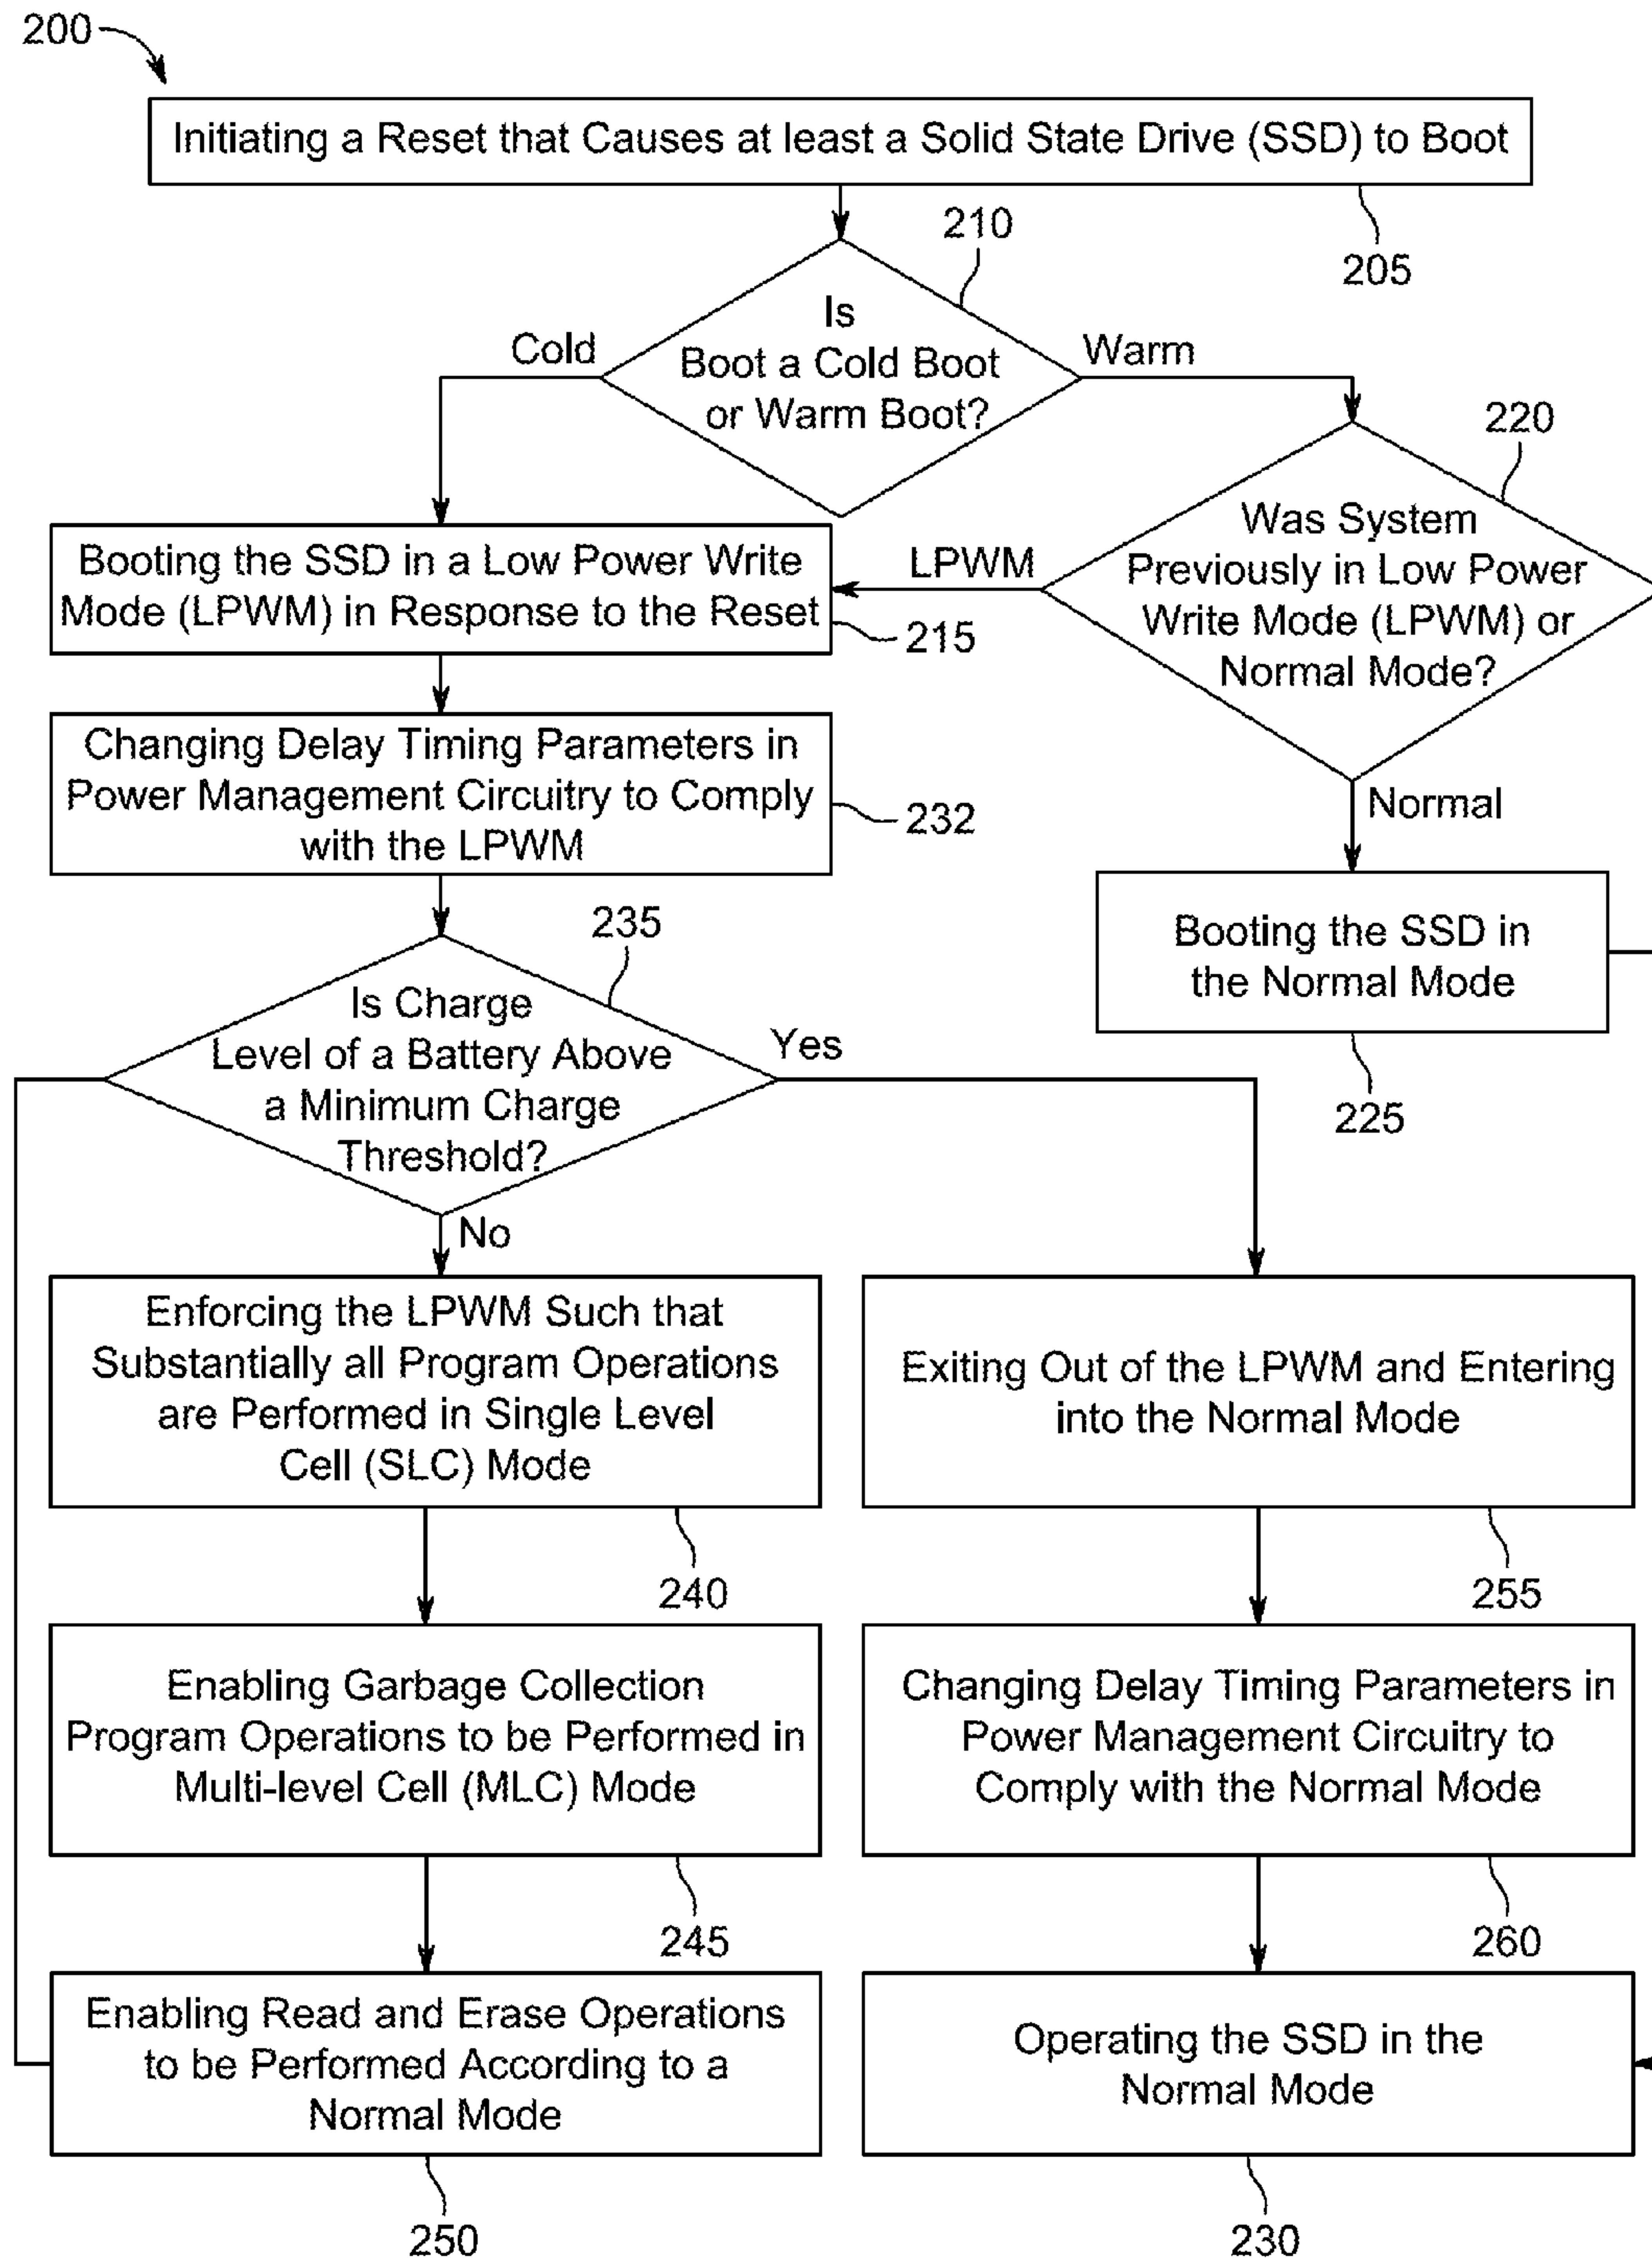 200
Initiating a Reset that Causes at least a Solid State Drive (SSD) to Boot
205
210
Is
Boot a Cold Boot
or Warm Boot?
Cold
Warm
220
Was System
Previously in Low Power
Write Mode (LPWM) or
Normal Mode?
LPWM
Booting the SSD in a Low Power Write
Mode (LPWM) in Response to the Reset
215
Normal
Changing Delay Timing Parameters in
Power Management Circuitry to Comply
with the LPWM
232
Booting the SSD in
the Normal Mode
225
235
Is Charge
Level of a Battery Above
a Minimum Charge
Threshold?
Yes
No
Enforcing the LPWM Such that
Substantially all Program Operations
are Performed in Single Level
Cell (SLC) Mode
240
Exiting Out of the LPWM and Entering
into the Normal Mode
255
Enabling Garbage Collection
Program Operations to be Performed in
Multi-level Cell (MLC) Mode
245
Changing Delay Timing Parameters in
Power Management Circuitry to
Comply with the Normal Mode
260
Enabling Read and Erase Operations
to be Performed According to a
Normal Mode
250
Operating the SSD in the
Normal Mode
230